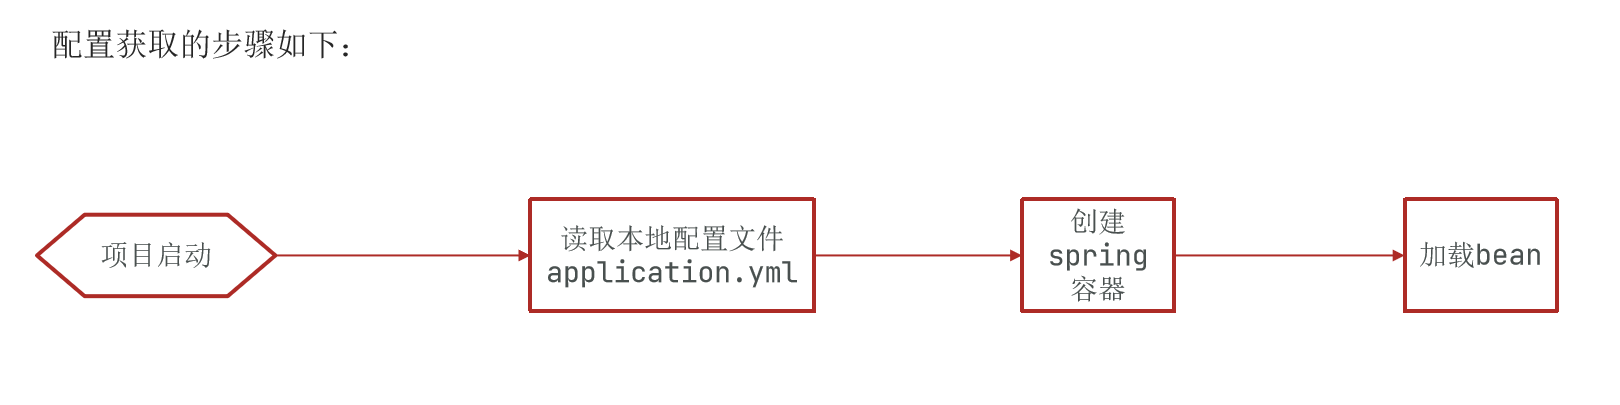 配置获取的步骤如下：
项目启动
读取本地配置文件
application.yml
创建
spring
容器
加载bean